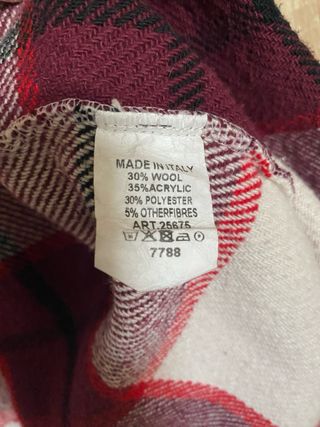 MADE IN ITALY
30% WOOL
35%ACRYLIC
30% POLYESTER
5% OTHERFIBRES
ART.25675
7788